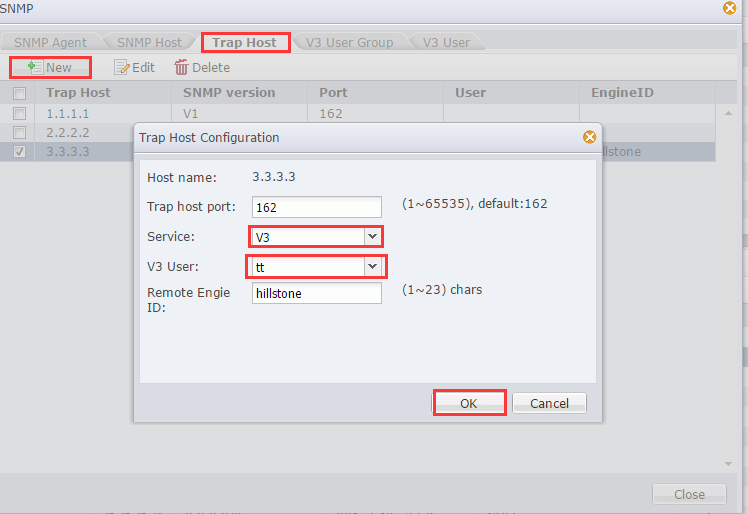 SNMP
SNMP Agent SNMP Host Trap Host V3 User Group V3 User
New Edit Delete
Trap Host SNMP version Port User EngineID
1.1.1.1 V1 162
2.2.2.2
3.3.3.3 llstone
Trap Host Configuration
Host name: 3.3.3.3
Trap host port: 162 (1~65535), default:162
Service: V3
V3 User: tt
Remote Engie hillstone (1~23) chars
ID:
OK Cancel
Close